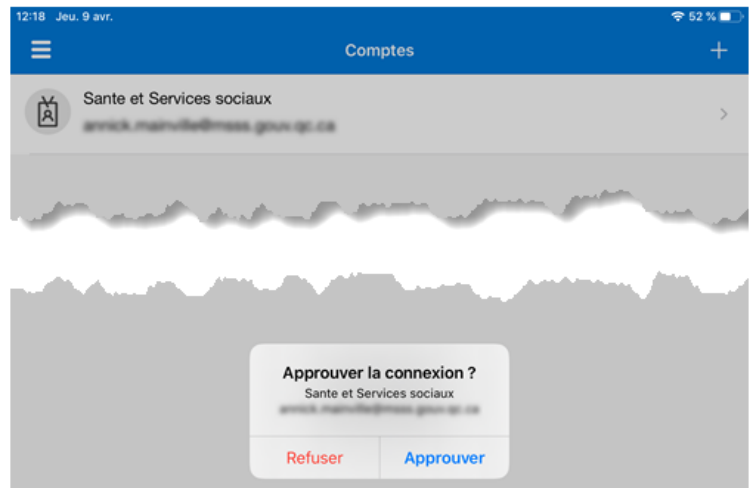 12:18 Jeu. 9 avr.
52 %
Comptes
Sante et Services sociaux
Approuver la connexion ?
Sante et Services sociaux
Refuser
Approuver